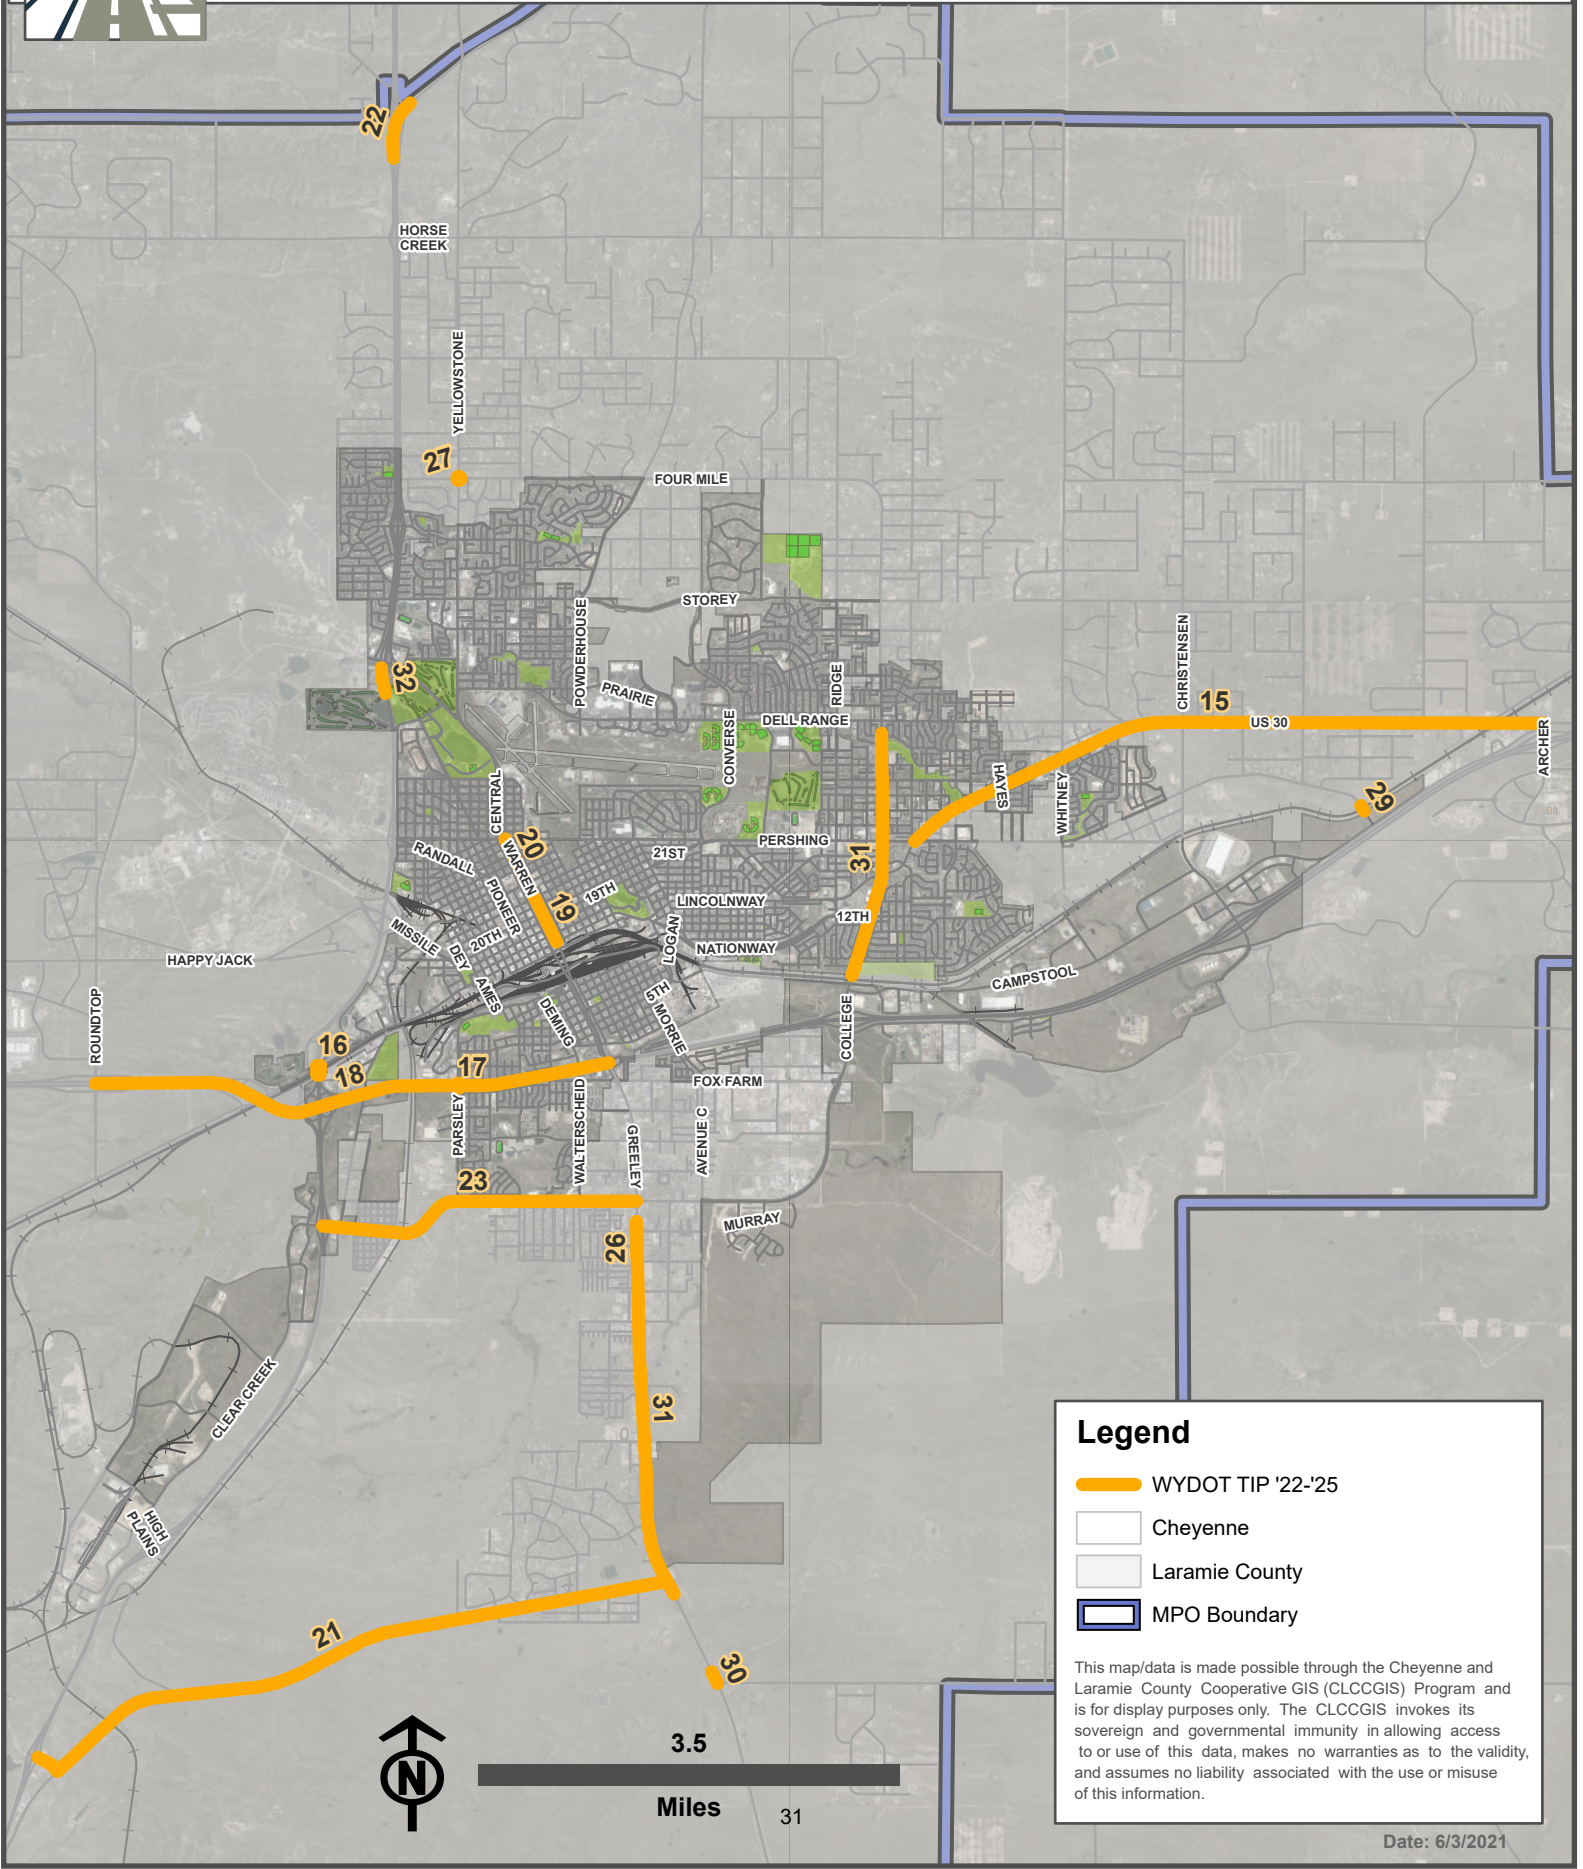 22
HORSE
CREEK
YELLOWSTONE
27
FOUR MILE
STOREY
POWDERHOUSE
CHRISTENSEN
32
PRAIRIE
RIDGE
15
CONVERSE
DELL RANGE
US 30
ARCHER
CENTRAL
HAYES
WHITNEY
29
20
RANDALL
WARREN
21ST
PERSHING
31
PIONEER
19
19TH
LINCOLNWAY
12TH
MISSILE
20TH
LOGAN
NATIONWAY
HAPPY JACK
DEY
AMES
5TH
CAMPSTOOL
ROUNDTOP
DEMING
MORRIE
COLLEGE
16
18
17
FOX FARM
PARSLEY
WALTERSCHEID
GREELEY
AVENUE C
23
MURRAY
26
CLEAR CREEK
31
HIGH
PLAINS
21
30
N
3.5
Miles
31
Legend
WYDOT TIP '22-'25
Cheyenne
Laramie County
MPO Boundary
This map/data is made possible through the Cheyenne and
Laramie County Cooperative GIS (CLCCGIS) Program and
is for display purposes only. The CLCCGIS invokes its
sovereign and governmental immunity in allowing access
to or use of this data, makes no warranties as to the validity,
and assumes no liability associated with the use or misuse
of this information.
Date: 6/3/2021